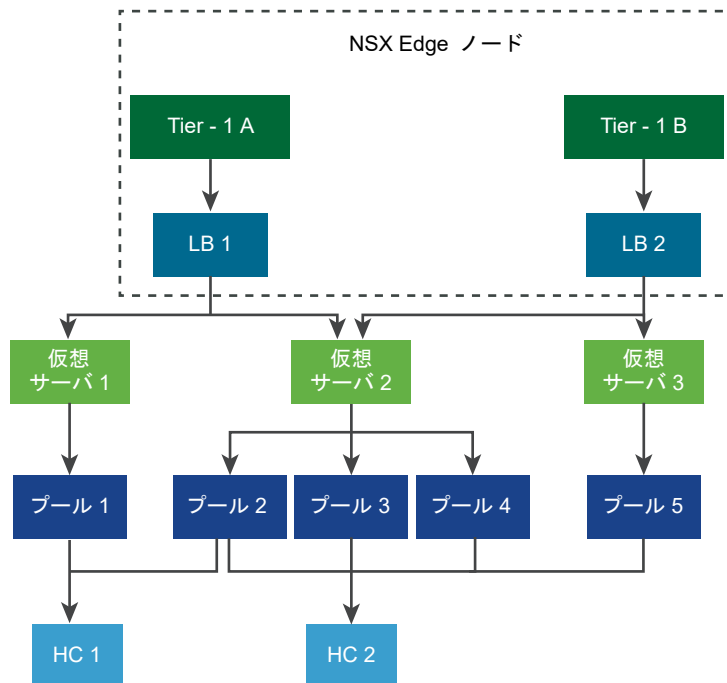 NSX Edge ノード
Tier - 1 A
Tier - 1 B
LB 1
LB 2
仮想
サーバ 1
仮想
サーバ 2
仮想
サーバ 3
プール 1
プール 2
プール 3
プール 4
プール 5
HC 1
HC 2